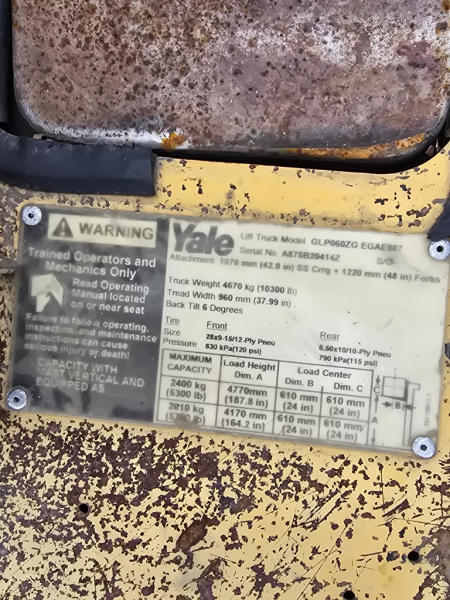 WARNING
Trained Operators and
Mechanics Only
Read Operating
Manual located
on or near seat
Failure to follow operating,
inspection, and maintenance
instructions can cause
serious injury or death!
CAPACITY WITH
MAST VERTICAL AND
EQUIPPED AS
Yale
Lift Truck Model GLP060ZG EGAE087
Serial No A875B20414Z S/O
Attachment 1070 mm (42.0 in) SS Crrg + 1220 mm (48 in) Forks
Truck Weight 4670 kg (10300 lb)
Tread Width 960 mm (37.99 in)
Back Tilt 6 Degrees
Tire Front Rear
Size 28x9-15/12-Ply Pneu 6.50x10/10-Ply Pneu
Pressure 830 kPa(120 psi) 790 kPa(115 psi)
MAXIMUM CAPACITY Load Height Dim. A Load Center Dim. B Dim. C
2400 kg (5300 lb) 4770mm (187.8 in) 610 mm (24 in) 610 mm (24 in)
2610 kg 4170 mm (164.2 in) 610 mm (24 in) 610 mm (24 in)
B
A